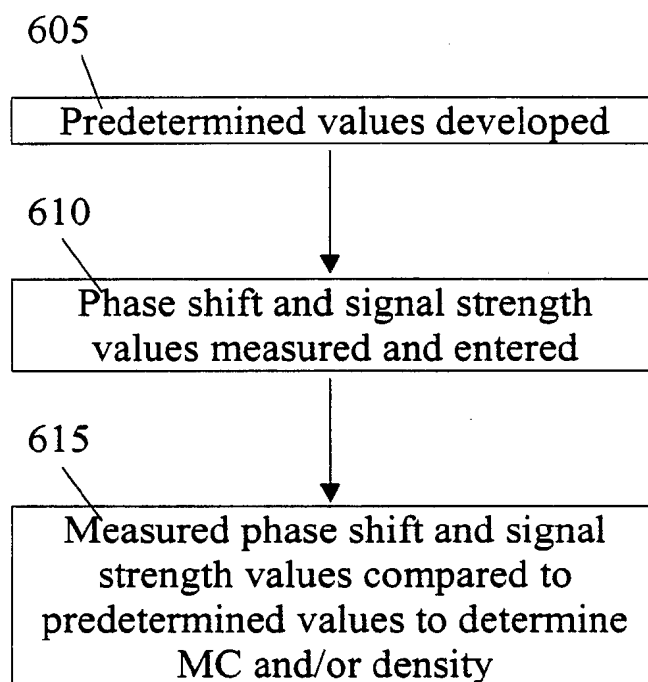 605
Predetermined values developed
610
Phase shift and signal strength
values measured and entered
615
Measured phase shift and signal
strength values compared to
predetermined values to determine
MC and/or density